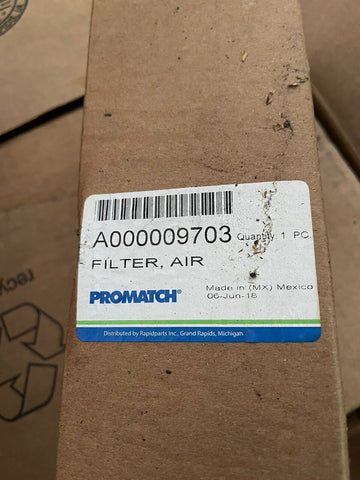 A000009703 Quantity 1 PC
FILTER, AIR
PROMATCH®
Made in (MX) Mexico
06-Jun-18
Distributed by Rapidparts Inc., Grand Rapids, Michigan